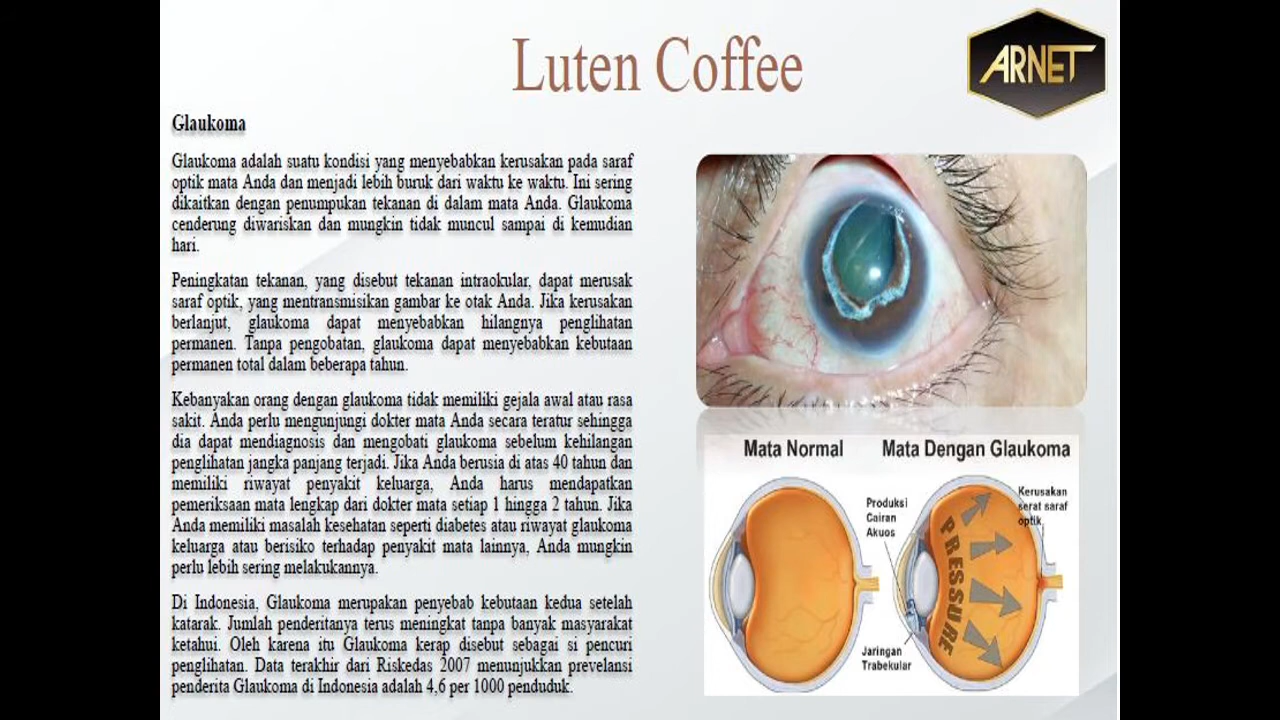 Luten Coffee
ARNET
Glaukoma
Glaukoma adalah suatu kondisi yang menyebabkan kerusakan pada saraf
optik mata Anda dan menjadi lebih buruk dari waktu ke waktu. Ini sering
dikaitkan dengan penumpukan tekanan di dalam mata Anda. Glaukoma
cenderung diwariskan dan mungkin tidak muncul sampai di kemudian
hari.
Peningkatan tekanan, yang disebut tekanan intraokular, dapat merusak
saraf optik, yang mentransmisikan gambar ke otak Anda. Jika kerusakan
berlanjut, glaukoma dapat menyebabkan hilangnya penglihatan
permanen. Tanpa pengobatan, glaukoma dapat menyebabkan kebutaan
permanen total dalam beberapa tahun.
Kebanyakan orang dengan glaukoma tidak memiliki gejala awal atau rasa
sakit. Anda perlu mengunjungi dokter mata Anda secara teratur sehingga
dia dapat mendiagnosis dan mengobati glaukoma sebelum kehilangan
penglihatan jangka panjang terjadi. Jika Anda berusia di atas 40 tahun dan
memiliki riwayat penyakit keluarga, Anda harus mendapatkan
pemeriksaan mata lengkap dari dokter mata setiap 1 hingga 2 tahun. Jika
Anda memiliki masalah kesehatan seperti diabetes atau riwayat glaukoma
keluarga atau berisiko terhadap penyakit mata lainnya, Anda mungkin
perlu lebih sering melakukannya.
Di Indonesia, Glaukoma merupakan penyebab kebutaan kedua setelah
katarak. Jumlah penderitanya terus meningkat tanpa banyak masyarakat
ketahui. Oleh karena itu Glaukoma kerap disebut sebagai si pencuri
penglihatan. Data terakhir dari Riskedas 2007 menunjukkan prevelansi
penderita Glaukoma di Indonesia adalah 4,6 per 1000 penduduk.
Mata Normal
Mata Dengan Glaukoma
Produksi
Cairan
Akuos
Kerusakan
serat saraf
optik
PRESSURE
Jaringan
Trabekular